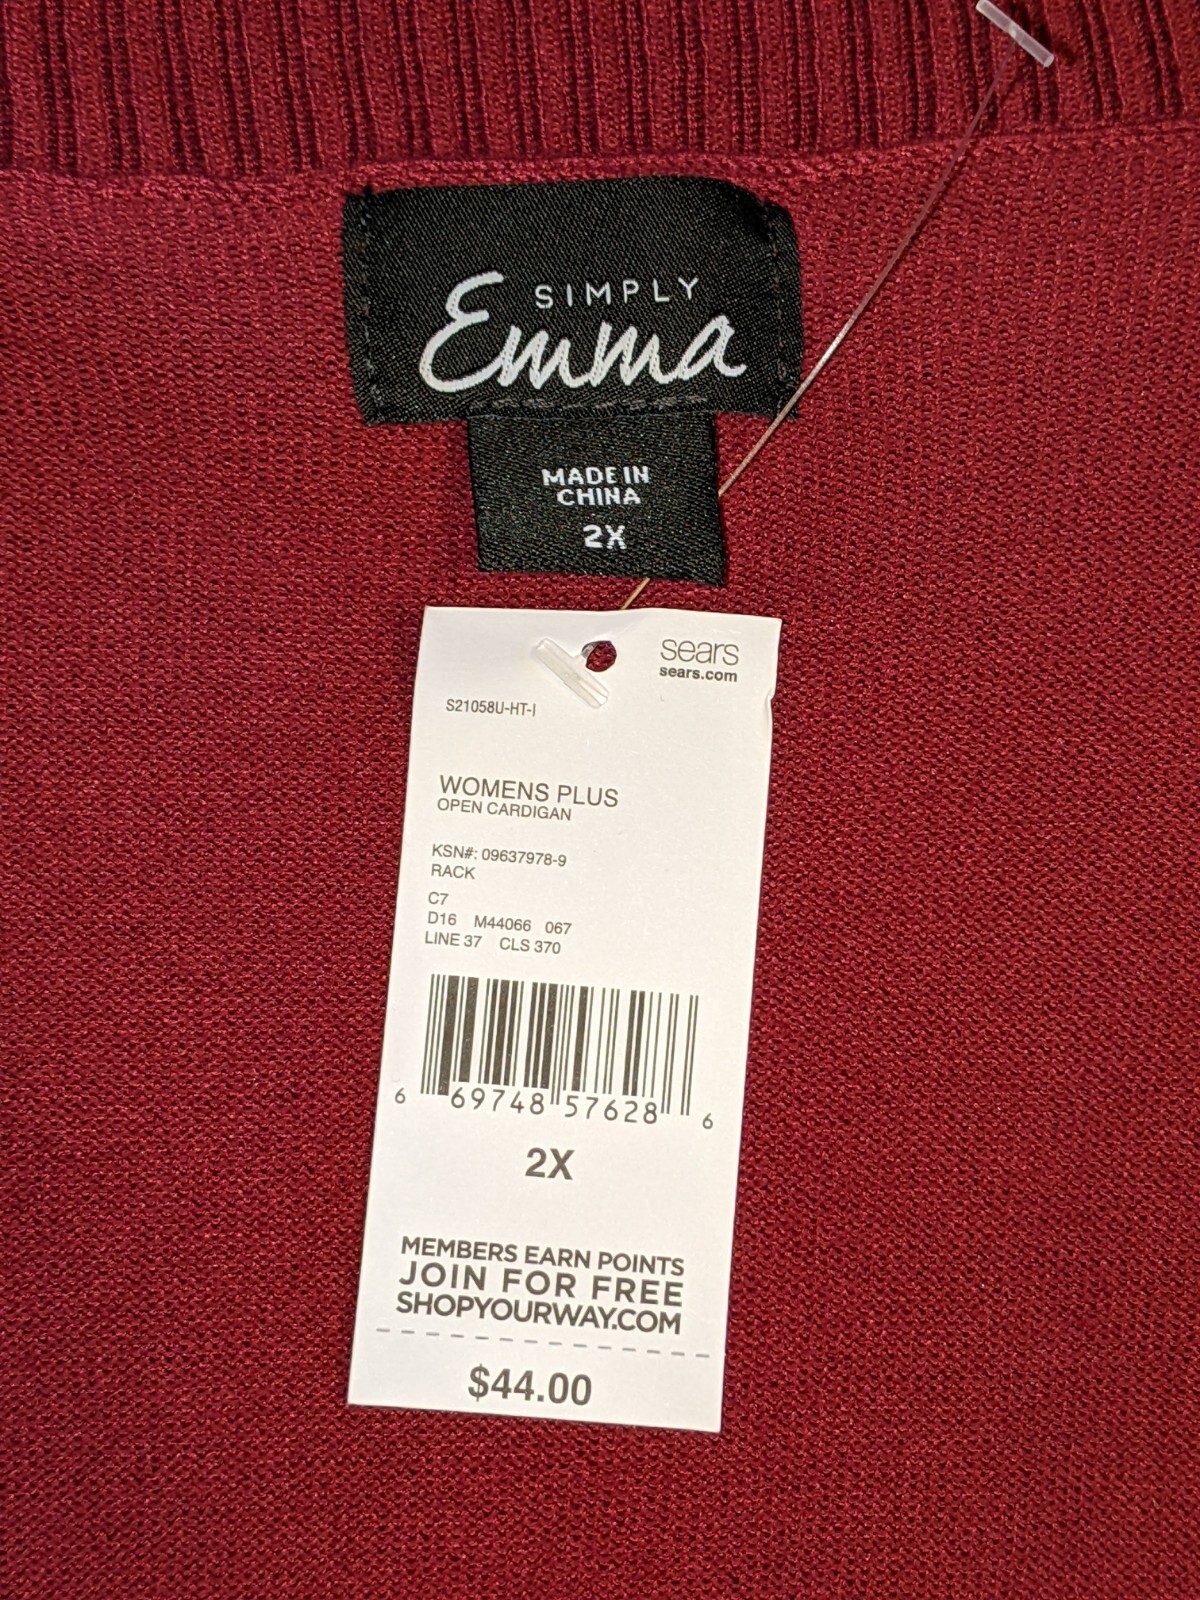 SIMPLY
Emma
MADE IN
CHINA
2X
sears
sears.com
S21058U-HT-I
WOMENS PLUS
OPEN CARDIGAN
KSN#: 09637978-9
RACK
C7
D16 M44066 067
LINE 37 CLS 370
6 69748 57628 6
2X
MEMBERS EARN POINTS
JOIN FOR FREE
SHOPYOURWAY.COM
$44.00